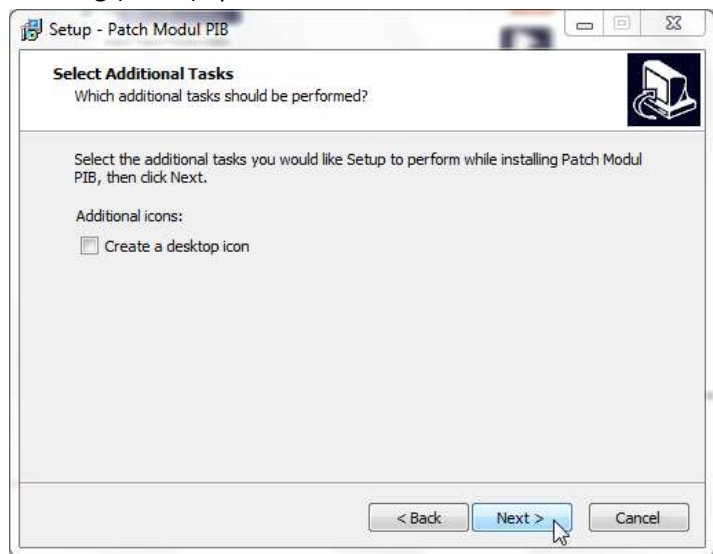 Setup - Patch Modul PIB
Select Additional Tasks
Which additional tasks should be performed?
Select the additional tasks you would like Setup to perform while installing Patch Modul
PIB, then click Next.
Additional icons:
Create a desktop icon
< Back Next > Cancel